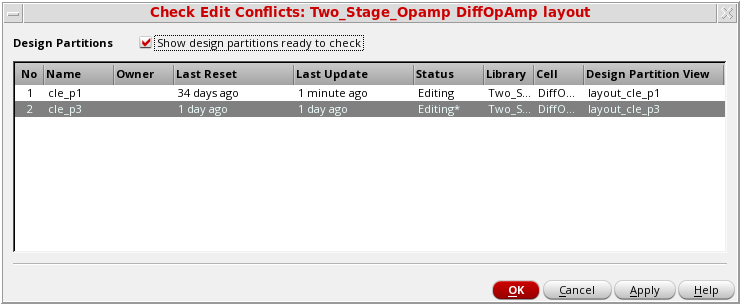 Check Edit Conflicts: Two_Stage_Opamp DiffOpAmp layout
Design Partitions Show design partitions ready to check
No Name Owner Last Reset Last Update Status Library Cell Design Partition View
1 cle_p1 34 days ago 1 minute ago Editing Two_S... DiffO... layout_cle_p1
2 cle_p3 1 day ago 1 day ago Editing* Two_S... DiffO... layout_cle_p3
OK Cancel Apply Help